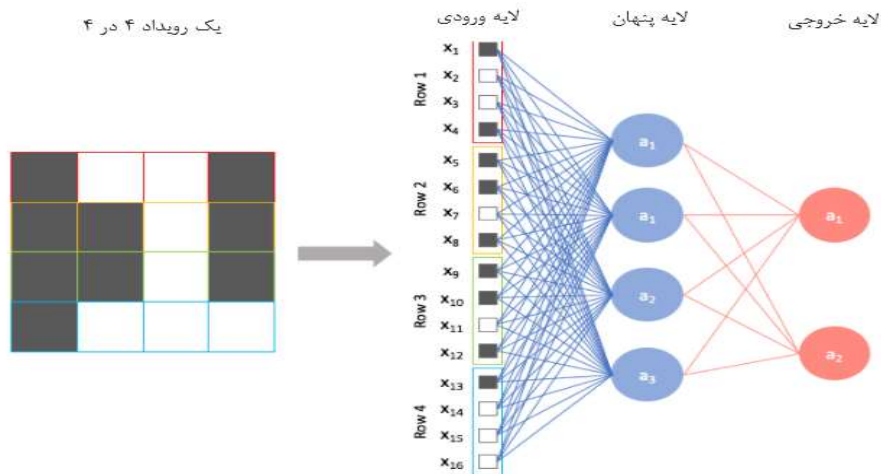 یک رویداد ۴ در ۴
لایه ورودی
لایه پنهان
لایه خروجی
Row 1
x1
x2
x3
x4
Row 2
x5
x6
x7
x8
Row 3
x9
x10
x11
x12
Row 4
x13
x14
x15
x16
a1
a1
a2
a3
a1
a2